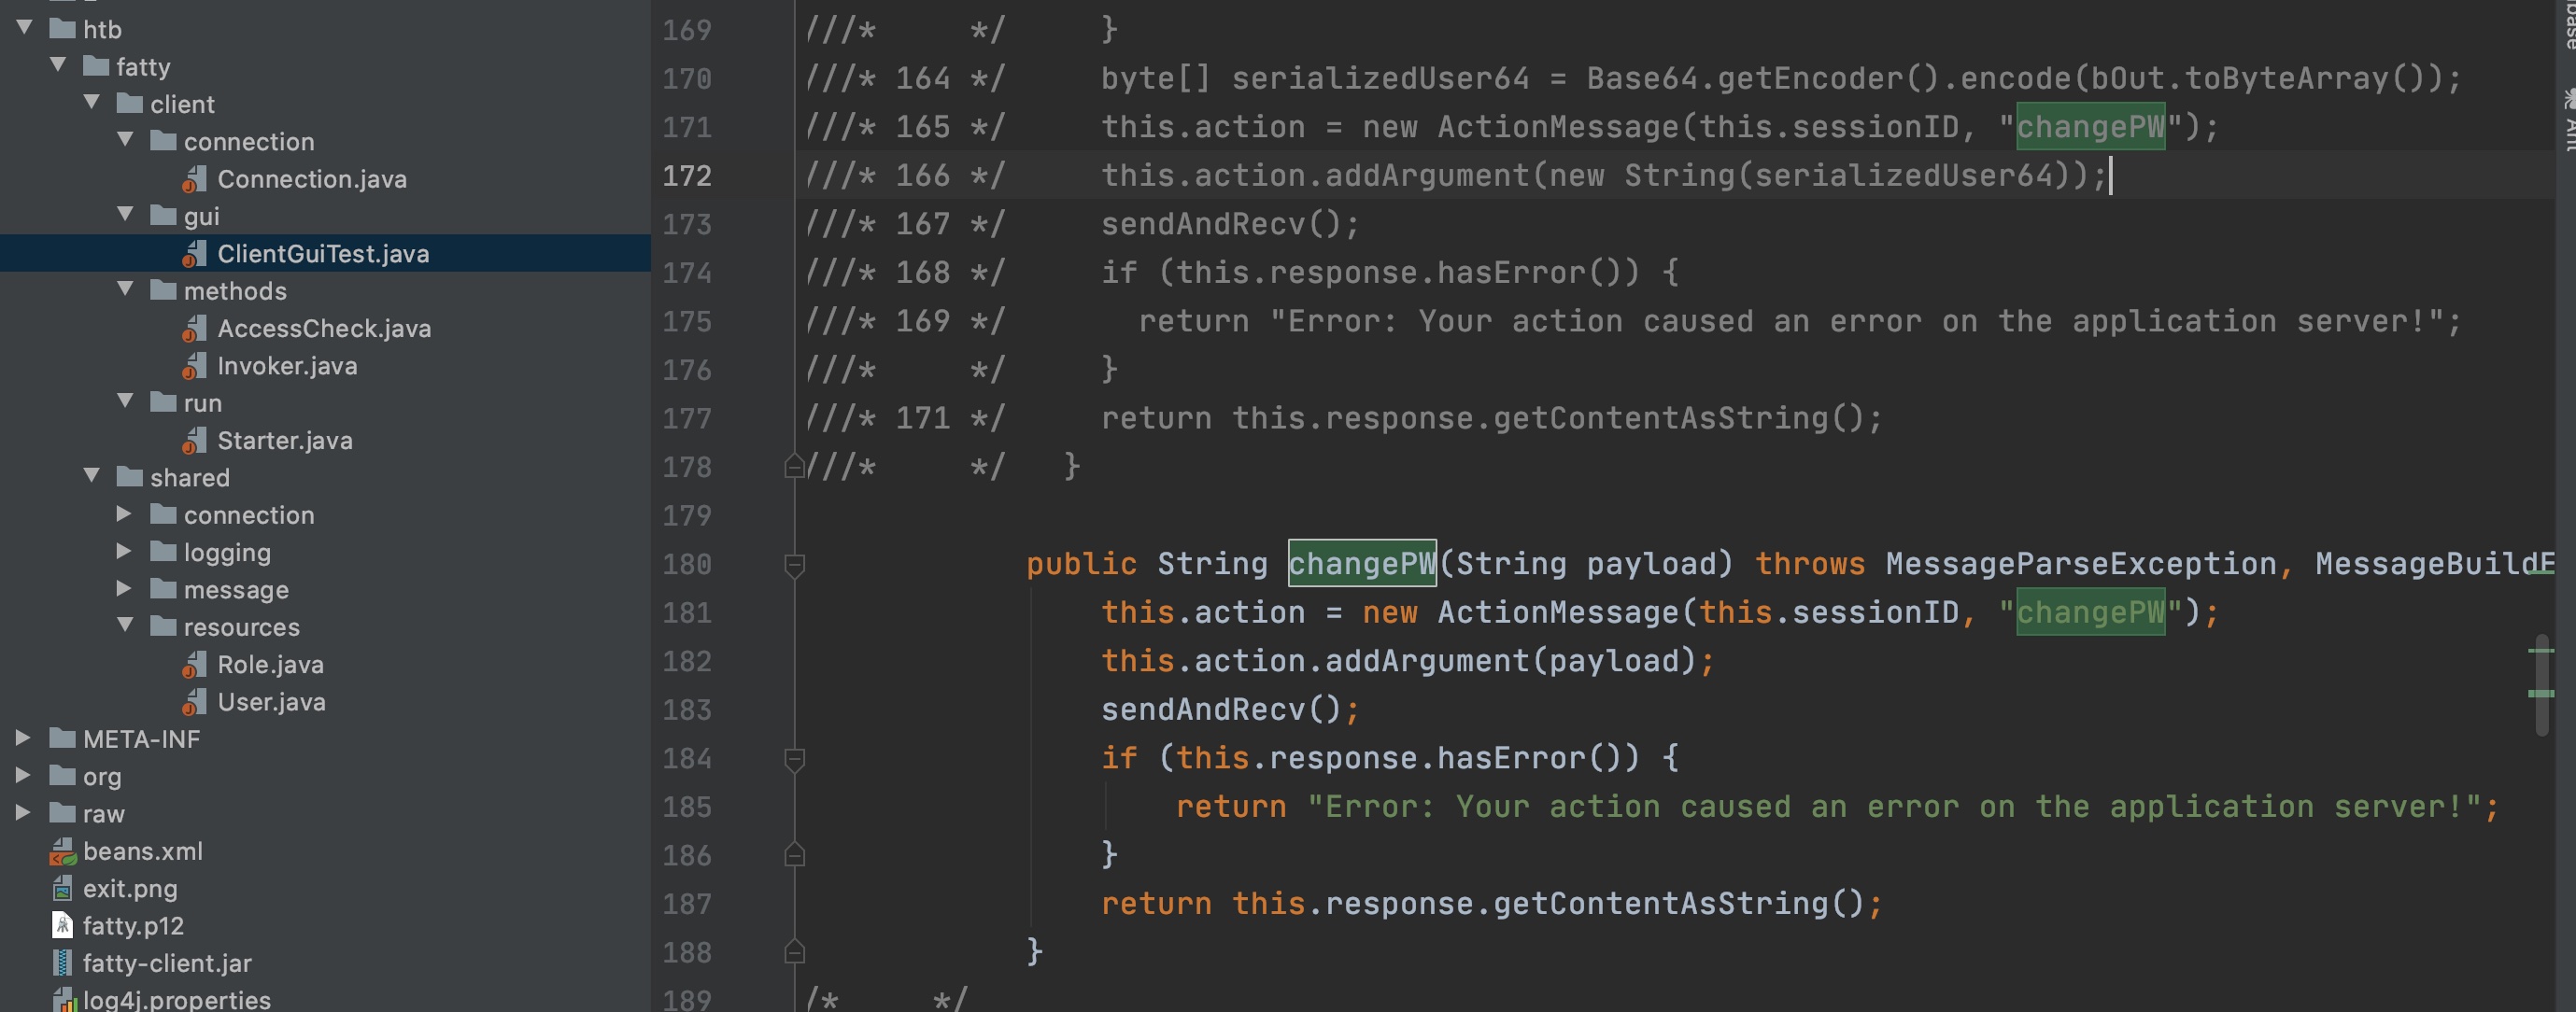 htb
fatty
client
connection
Connection.java
gui
ClientGuiTest.java
methods
AccessCheck.java
Invoker.java
run
Starter.java
shared
connection
logging
message
resources
Role.java
User.java
META-INF
org
raw
beans.xml
exit.png
fatty.p12
fatty-client.jar
log4j.properties
169 ///* */ }
170 ///* 164 */ byte[] serializedUser64 = Base64.getEncoder().encode(bOut.toByteArray());
171 ///* 165 */ this.action = new ActionMessage(this.sessionID, "changePW");
172 ///* 166 */ this.action.addArgument(new String(serializedUser64));
173 ///* 167 */ sendAndRecv();
174 ///* 168 */ if (this.response.hasError()) {
175 ///* 169 */ return "Error: Your action caused an error on the application server!";
176 ///* */ }
177 ///* 171 */ return this.response.getContentAsString();
178 ///* */ }
179
180 public String changePW(String payload) throws MessageParseException, MessageBuildE
181 this.action = new ActionMessage(this.sessionID, "changePW");
182 this.action.addArgument(payload);
183 sendAndRecv();
184 if (this.response.hasError()) {
185 return "Error: Your action caused an error on the application server!";
186 }
187 return this.response.getContentAsString();
188 }
189 /* */